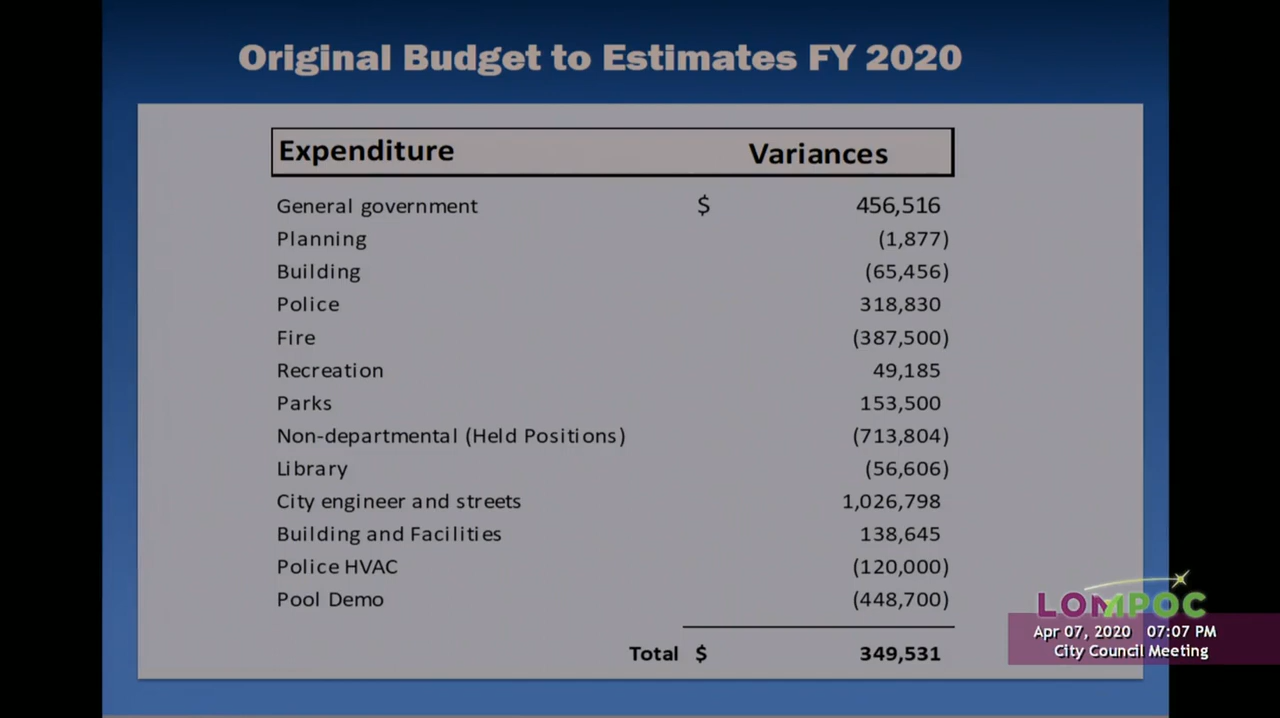 Original Budget to Estimates FY 2020
Expenditure Variances
General government $ 456,516
Planning (1,877)
Building (65,456)
Police 318,830
Fire (387,500)
Recreation 49,185
Parks 153,500
Non-departmental (Held Positions) (713,804)
Library (56,606)
City engineer and streets 1,026,798
Building and Facilities 138,645
Police HVAC (120,000)
Pool Demo (448,700)
Total $ 349,531
LOMPOC
Apr 07, 2020 07:07 PM
City Council Meeting